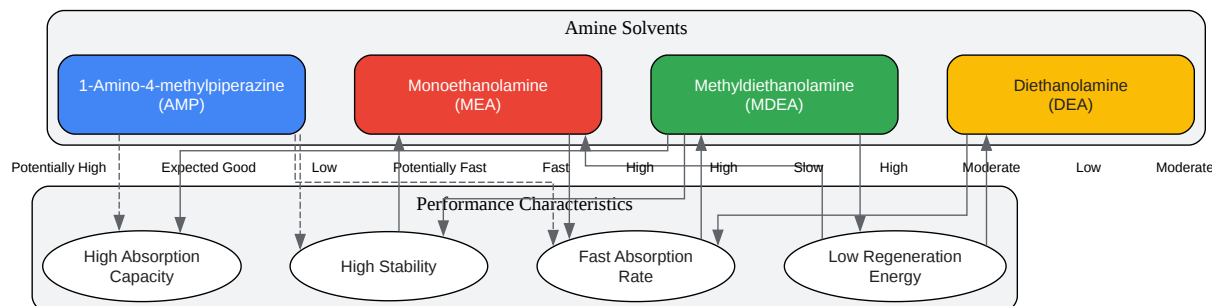 Amine Solvents
1-Amino-4-methylpiperazine
(AMP)
Monoethanolamine
(MEA)
Methyldiethanolamine
(MDEA)
Diethanolamine
(DEA)
Potentially High
Expected Good
Low
Potentially Fast
Fast
High
High
Slow
High
Moderate
Low
Moderate
Performance Characteristics
High Absorption
Capacity
High Stability
Fast Absorption
Rate
Low Regeneration
Energy